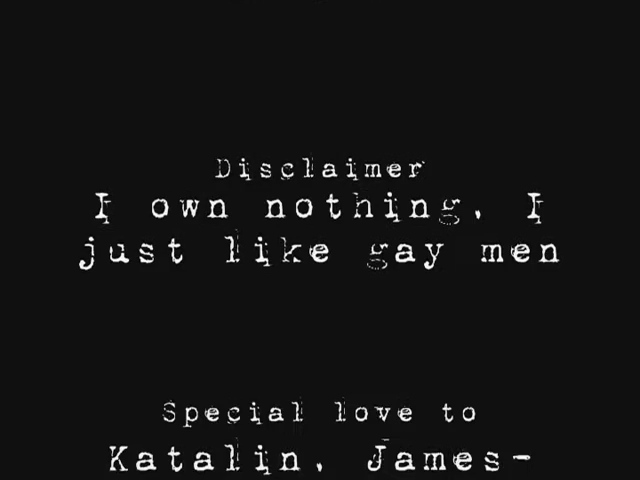 Disclaimer
I own nothing. I
just like gay men
Special love to
Katalin, James-